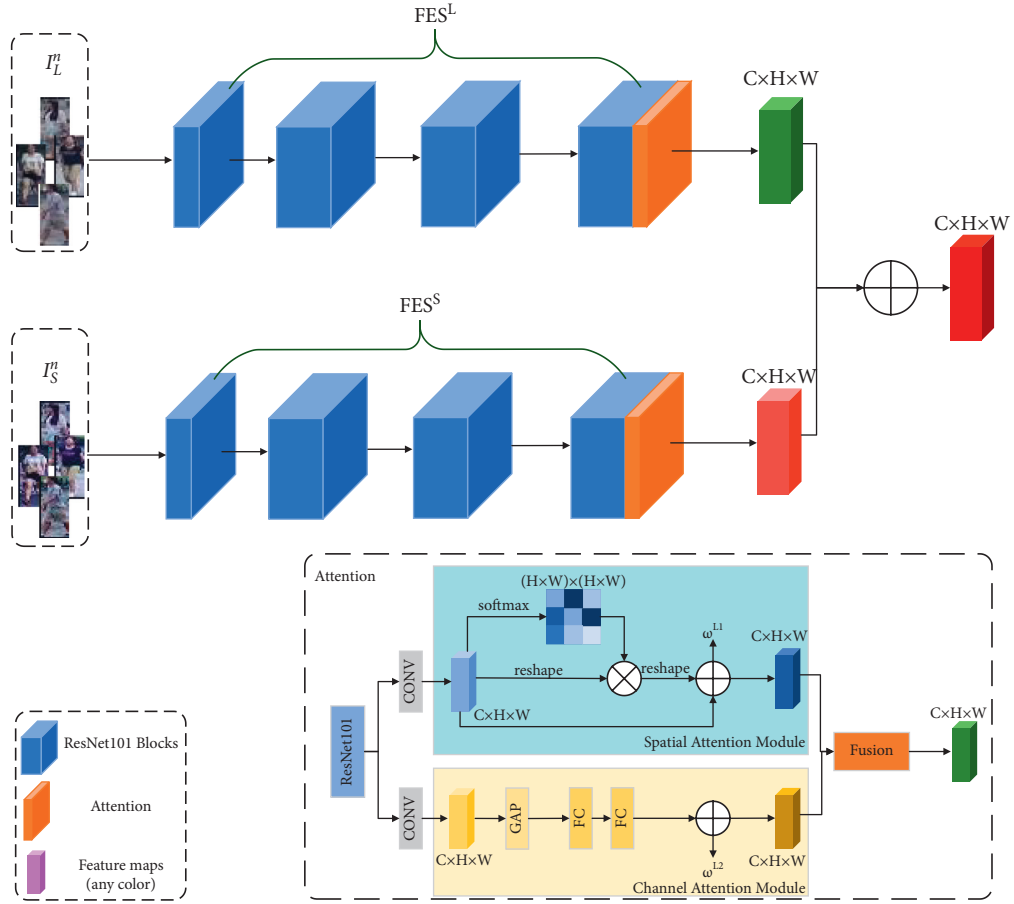 FES^L
I_L^n
C×H×W
C×H×W
FES^S
I_S^n
C×H×W
Attention
(H×W)×(H×W)
softmax
ω^L1
C×H×W
CONV
reshape
reshape
C×H×W
C×H×W
Spatial Attention Module
ResNet101
Fusion
CONV
GAP
FC
FC
C×H×W
C×H×W
ω^L2
Channel Attention Module
ResNet101 Blocks
Attention
Feature maps
(any color)